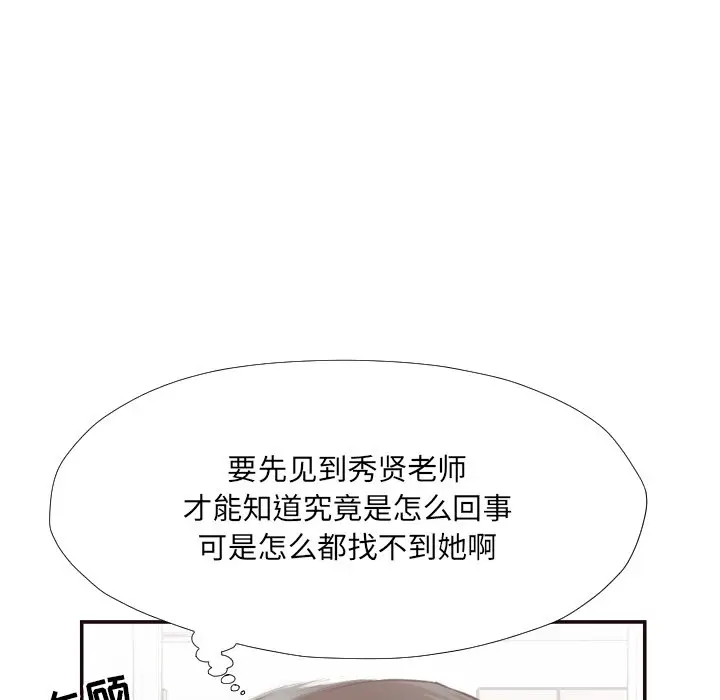 要先见到秀贤老师
才能知道究竟是怎么回事
可是怎么都找不到她啊
顾